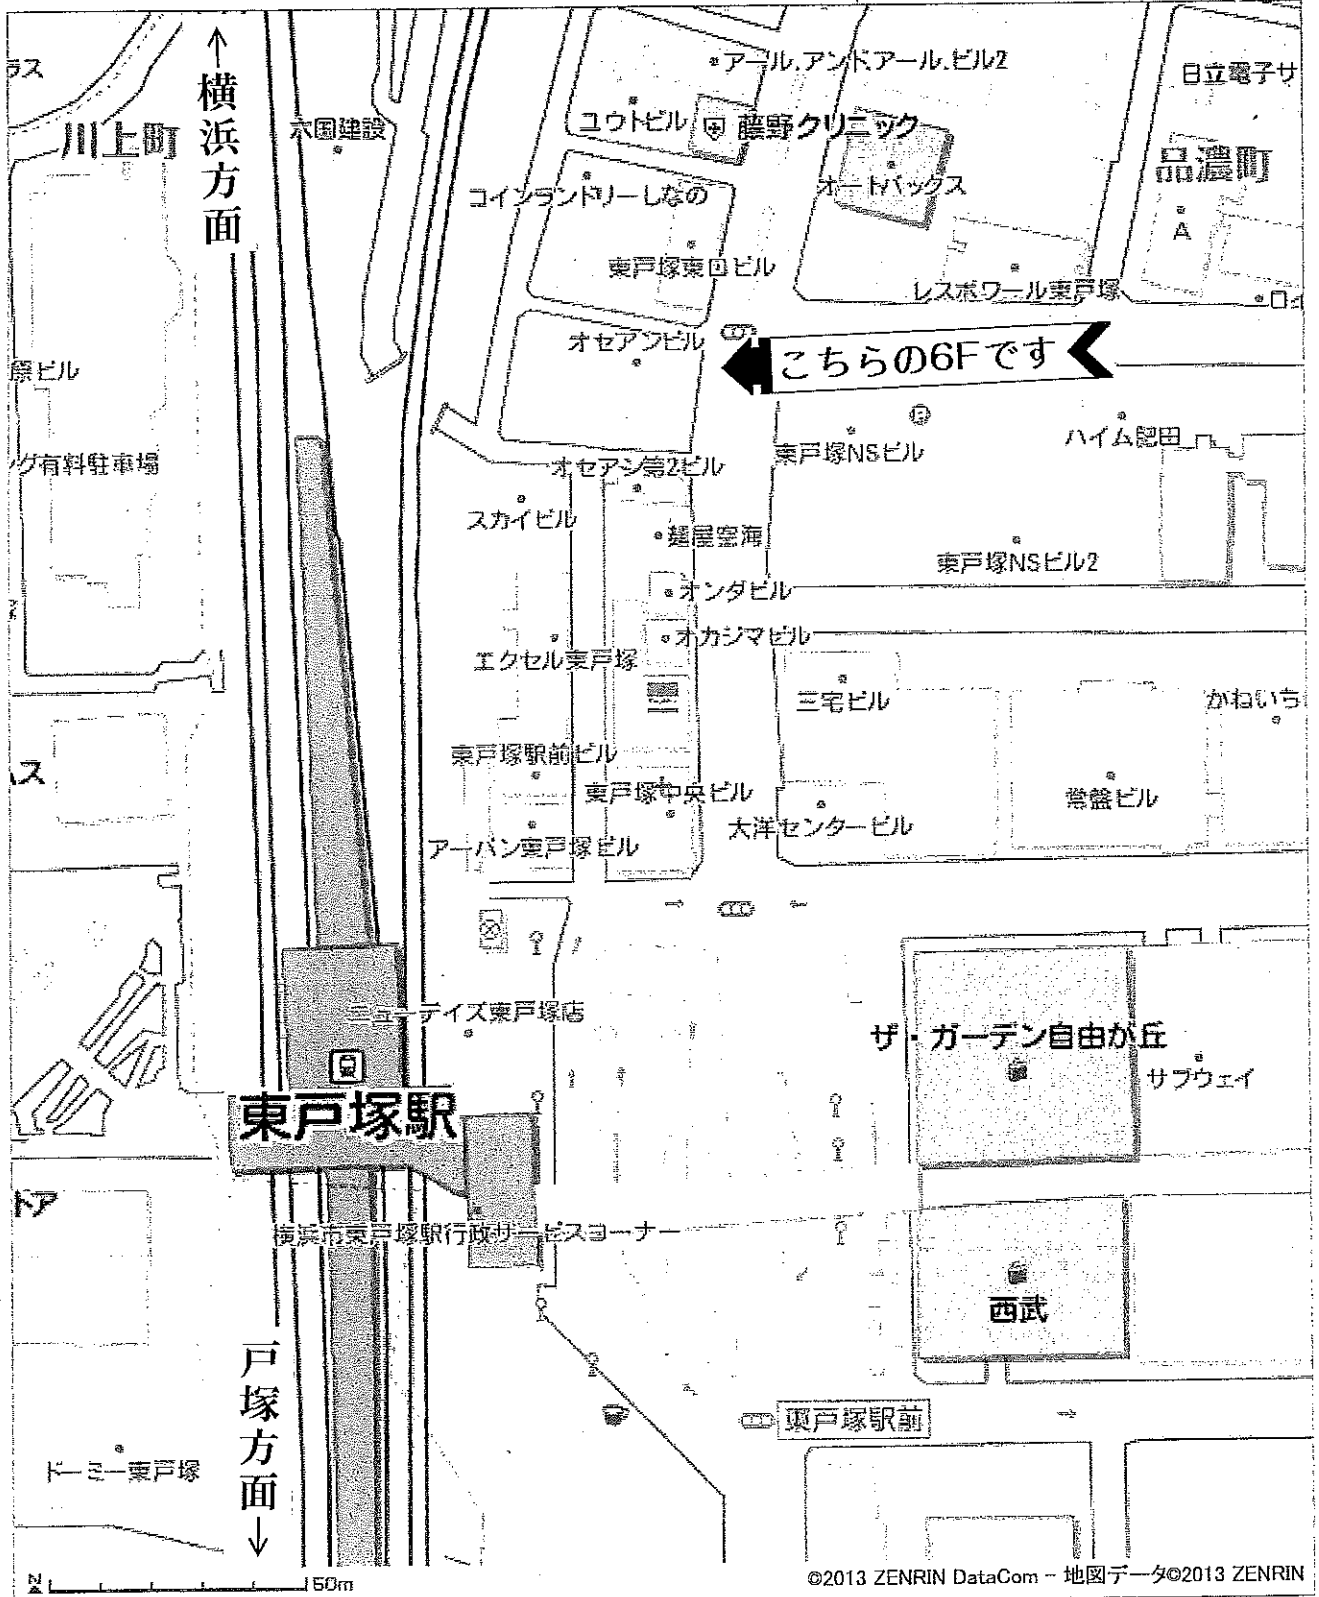 ↑横浜方面
アール.アンド.アール.ビル2
日立電子サ
ラス
川上町
六国建設
ユウトビル
藤野クリニック
品濃町
コインランドリーしなの
オートバックス
A
東戸塚東口ビル
レスポワール東戸塚
オセアンビル
こちらの6Fです
原ビル
グ有料駐車場
オセアン第2ビル
東戸塚NSビル
ハイム肥田
スカイビル
麺屋空海
東戸塚NSビル2
オンダビル
オカジマビル
エクセル東戸塚
三宅ビル
かねいち
東戸塚駅前ビル
東戸塚中央ビル
常盤ビル
大洋センタービル
アーバン東戸塚ビル
ニューデイズ東戸塚店
ザ・ガーデン自由が丘
サブウェイ
東戸塚駅
トア
横浜市東戸塚駅行政サービスコーナー
西武
戸塚方面↓
東戸塚駅前
ドーミー東戸塚
N
50m
©2013 ZENRIN DataCom - 地図データ©2013 ZENRIN